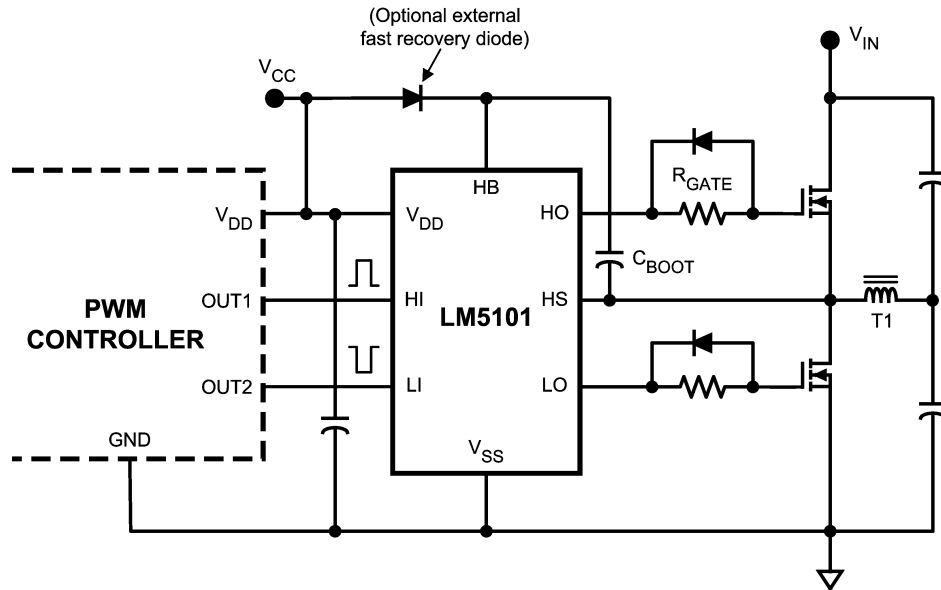 (Optional external
fast recovery diode)
V_CC
V_IN
HB
R_GATE
V_DD
V_DD
HO
C_BOOT
PWM
CONTROLLER
OUT1
HI
LM5101
HS
T1
OUT2
LI
LO
GND
V_SS